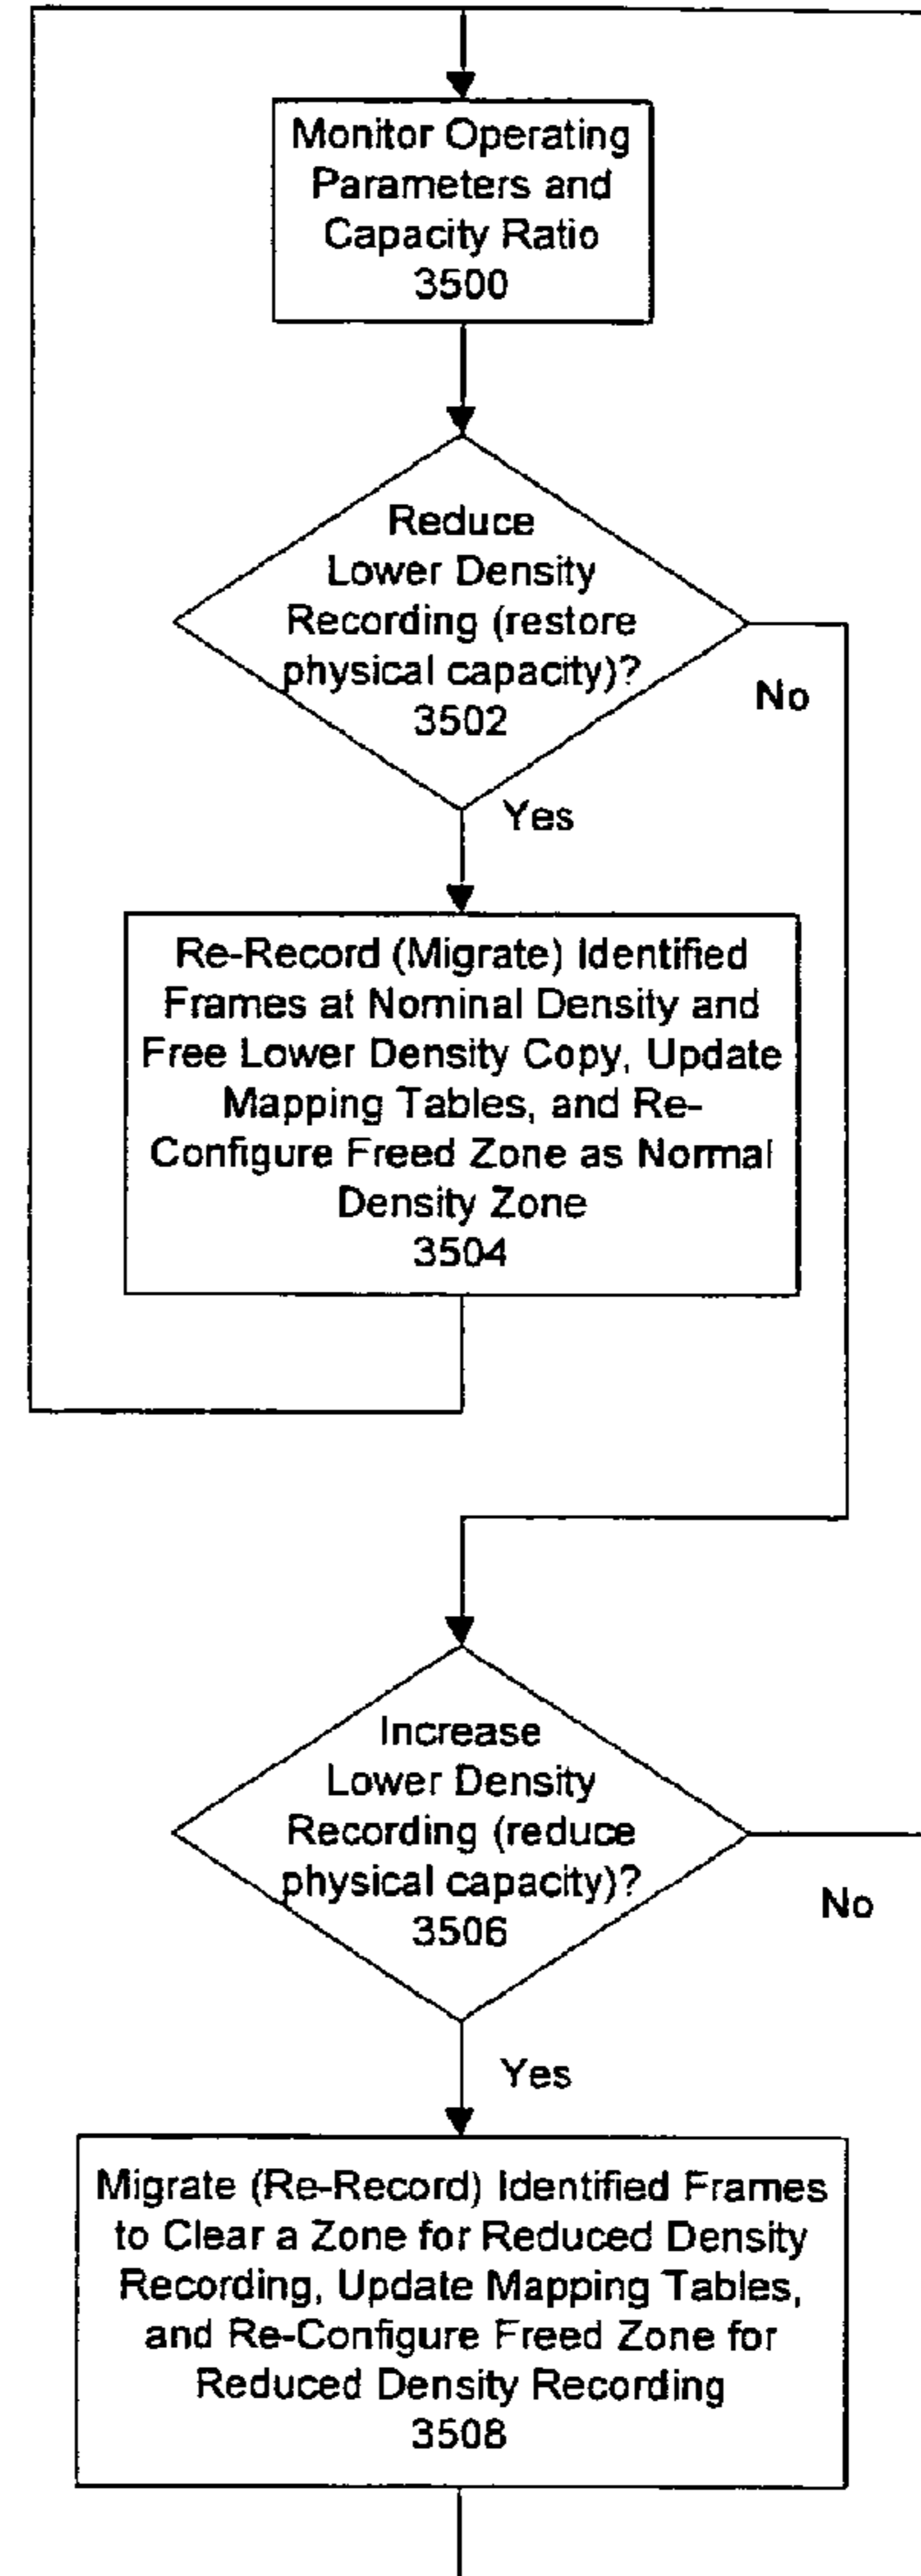 Monitor Operating
Parameters and
Capacity Ratio
3500
Reduce
Lower Density
Recording (restore
physical capacity)?
3502
No
Yes
Re-Record (Migrate) Identified
Frames at Nominal Density and
Free Lower Density Copy, Update
Mapping Tables, and Re-
Configure Freed Zone as Normal
Density Zone
3504
Increase
Lower Density
Recording (reduce
physical capacity)?
3506
No
Yes
Migrate (Re-Record) Identified Frames
to Clear a Zone for Reduced Density
Recording, Update Mapping Tables,
and Re-Configure Freed Zone for
Reduced Density Recording
3508